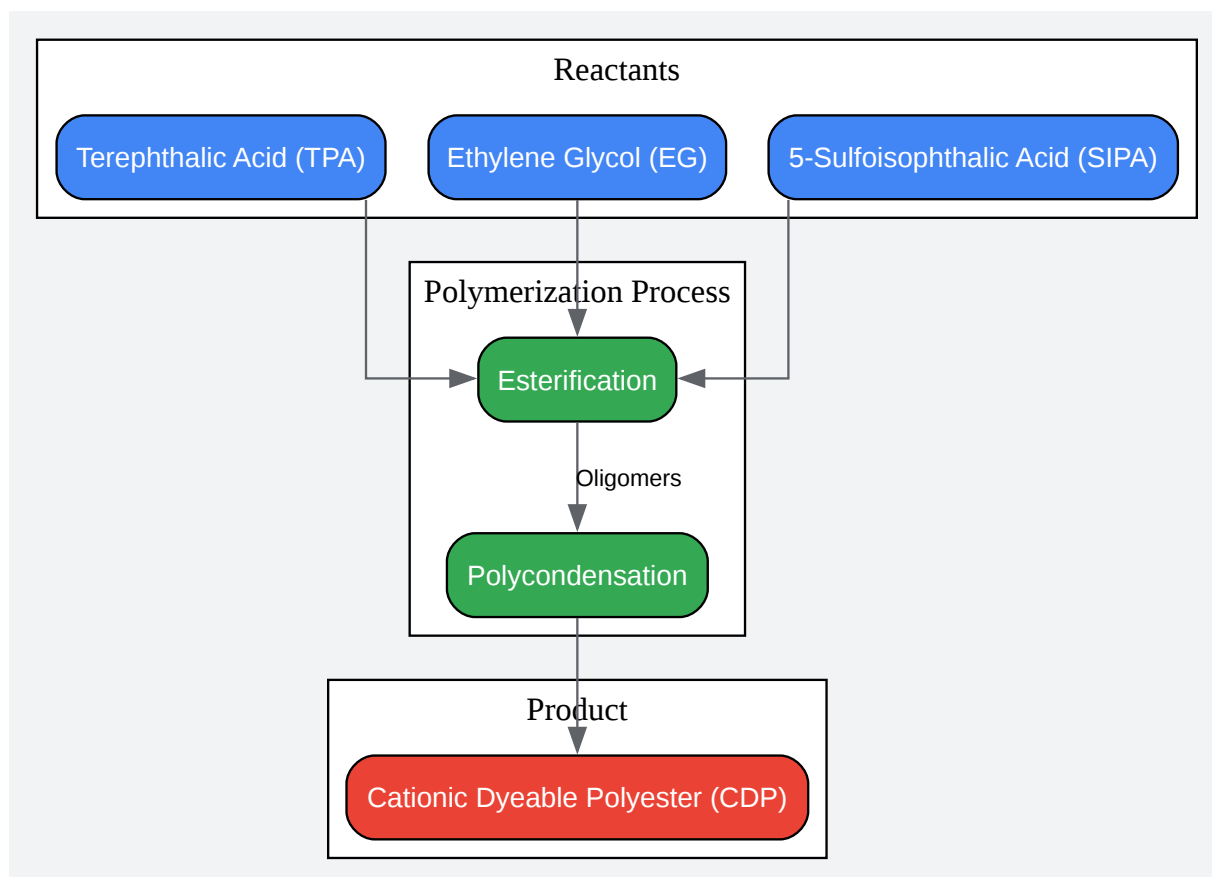 Reactants
Terephthalic Acid (TPA)
Ethylene Glycol (EG)
5-Sulfoisophthalic Acid (SIPA)
Polymerization Process
Esterification
Oligomers
Polycondensation
Product
Cationic Dyeable Polyester (CDP)